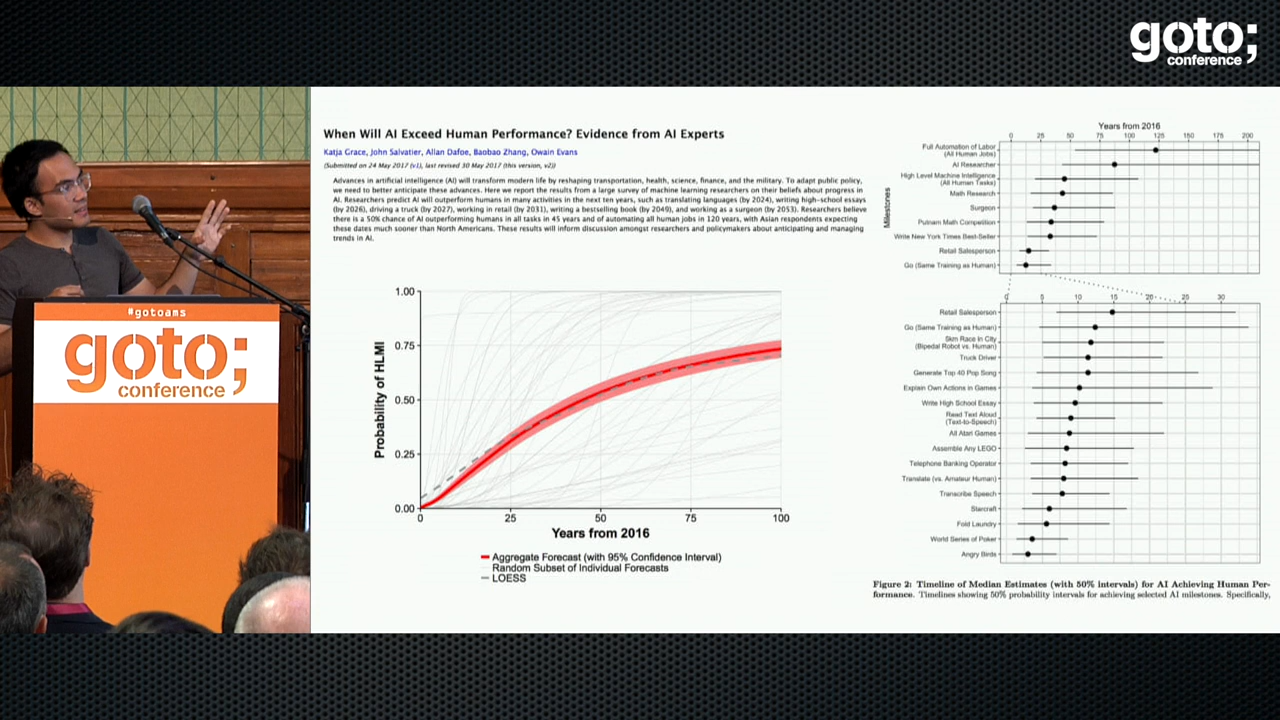 goto;
conference
When Will AI Exceed Human Performance? Evidence from AI Experts
Katja Grace, John Salvatier, Allan Dafoe, Baobao Zhang, Owain Evans
(Submitted on 24 May 2017 (v1), last revised 30 May 2017 (this version, v2))
Advances in artificial intelligence (AI) will transform modern life by reshaping transportation, health, science, finance, and the military. To adapt public policy,
we need to better anticipate these advances. Here we report the results from a large survey of machine learning researchers on their beliefs about progress in
AI. Researchers predict AI will outperform humans in many activities in the next ten years, such as translating languages (by 2024), writing high-school essays
(by 2026), driving a truck (by 2027), working in retail (by 2031), writing a bestselling book (by 2049), and working as a surgeon (by 2053). Researchers believe
there is a 50% chance of AI outperforming humans in all tasks in 45 years and of automating all human jobs in 120 years, with Asian respondents expecting
these dates much sooner than North Americans. These results will inform discussion amongst researchers and policymakers about anticipating and managing
trends in AI.
Probability of HLMI
1.00
0.75
0.50
0.25
0.00
0 25 50 75 100
Years from 2016
Aggregate Forecast (with 95% Confidence Interval)
Random Subset of Individual Forecasts
LOESS
Years from 2016
0 25 50 75 100 125 150 175 200
Milestones
Full Automation of Labor
(All Human Jobs)
AI Researcher
High Level Machine Intelligence
(All Human Tasks)
Math Research
Surgeon
Putnam Math Competition
Write New York Times Best-Seller
Retail Salesperson
Go (Same Training as Human)
0 5 10 15 20 25 30
Retail Salesperson
Go (Same Training as Human)
5km Race in City
(Bipedal Robot vs. Human)
Truck Driver
Generate Top 40 Pop Song
Explain Own Actions in Games
Write High School Essay
Read Text Aloud
(Text-to-Speech)
All Atari Games
Assemble Any LEGO
Telephone Banking Operator
Translate (vs. Amateur Human)
Transcribe Speech
Starcraft
Fold Laundry
World Series of Poker
Angry Birds
Figure 2: Timeline of Median Estimates (with 50% intervals) for AI Achieving Human Per-
formance. Timelines showing 50% probability intervals for achieving selected AI milestones. Specifically,
#gotoams
goto;
conference